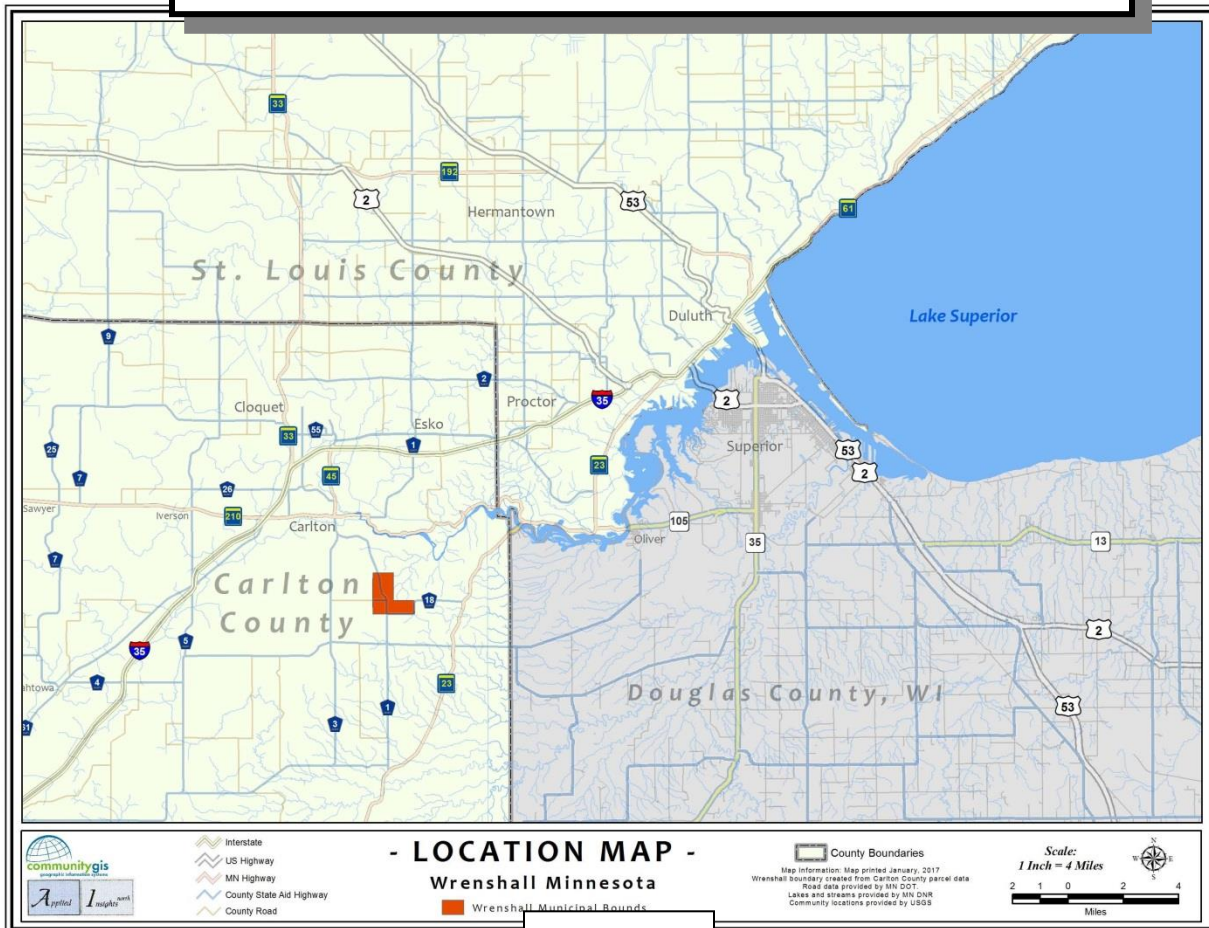 33
192
2
53
Hermantown
61
St. Louis County
Duluth
Lake Superior
9
2
Proctor
35
2
Cloquet
55
Esko
33
1
Superior
53
25
45
23
2
7
26
Sawyer
Iverson
210
Carlton
105
Oliver
35
13
7
Carlton
County
18
2
5
35
4
23
Douglas County, WI
1
53
3
communitygis
geographic information systems
Applied Insights north
Interstate
US Highway
MN Highway
County State Aid Highway
County Road
- LOCATION MAP -
Wrenshall Minnesota
Wrenshall Municipal Bounds
County Boundaries
Map Information: Map printed January, 2017
Wrenshall boundary created from Carlton County parcel data
Road data provided by MN DOT.
Lakes and streams provided by MN DNR
Community locations provided by USGS
Scale:
1 Inch = 4 Miles
2 1 0 2 4
Miles
N
W E
S